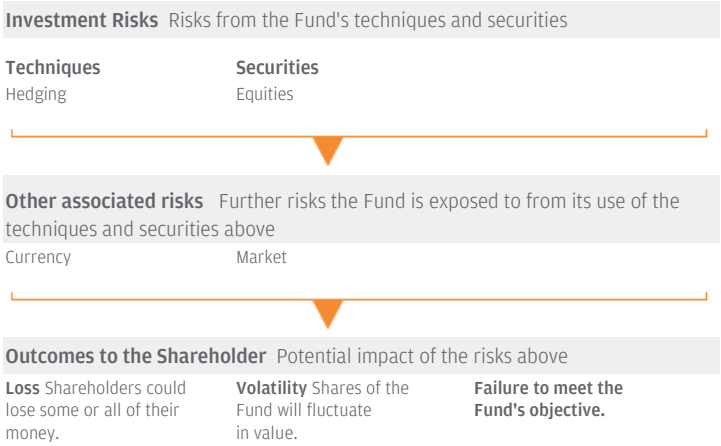 Investment Risks Risks from the Fund's techniques and securities
Techniques Securities
Hedging Equities
Other associated risks Further risks the Fund is exposed to from its use of the
techniques and securities above
Currency Market
Outcomes to the Shareholder Potential impact of the risks above
Loss Shareholders could
lose some or all of their
money.
Volatility Shares of the
Fund will fluctuate
in value.
Failure to meet the
Fund's objective.